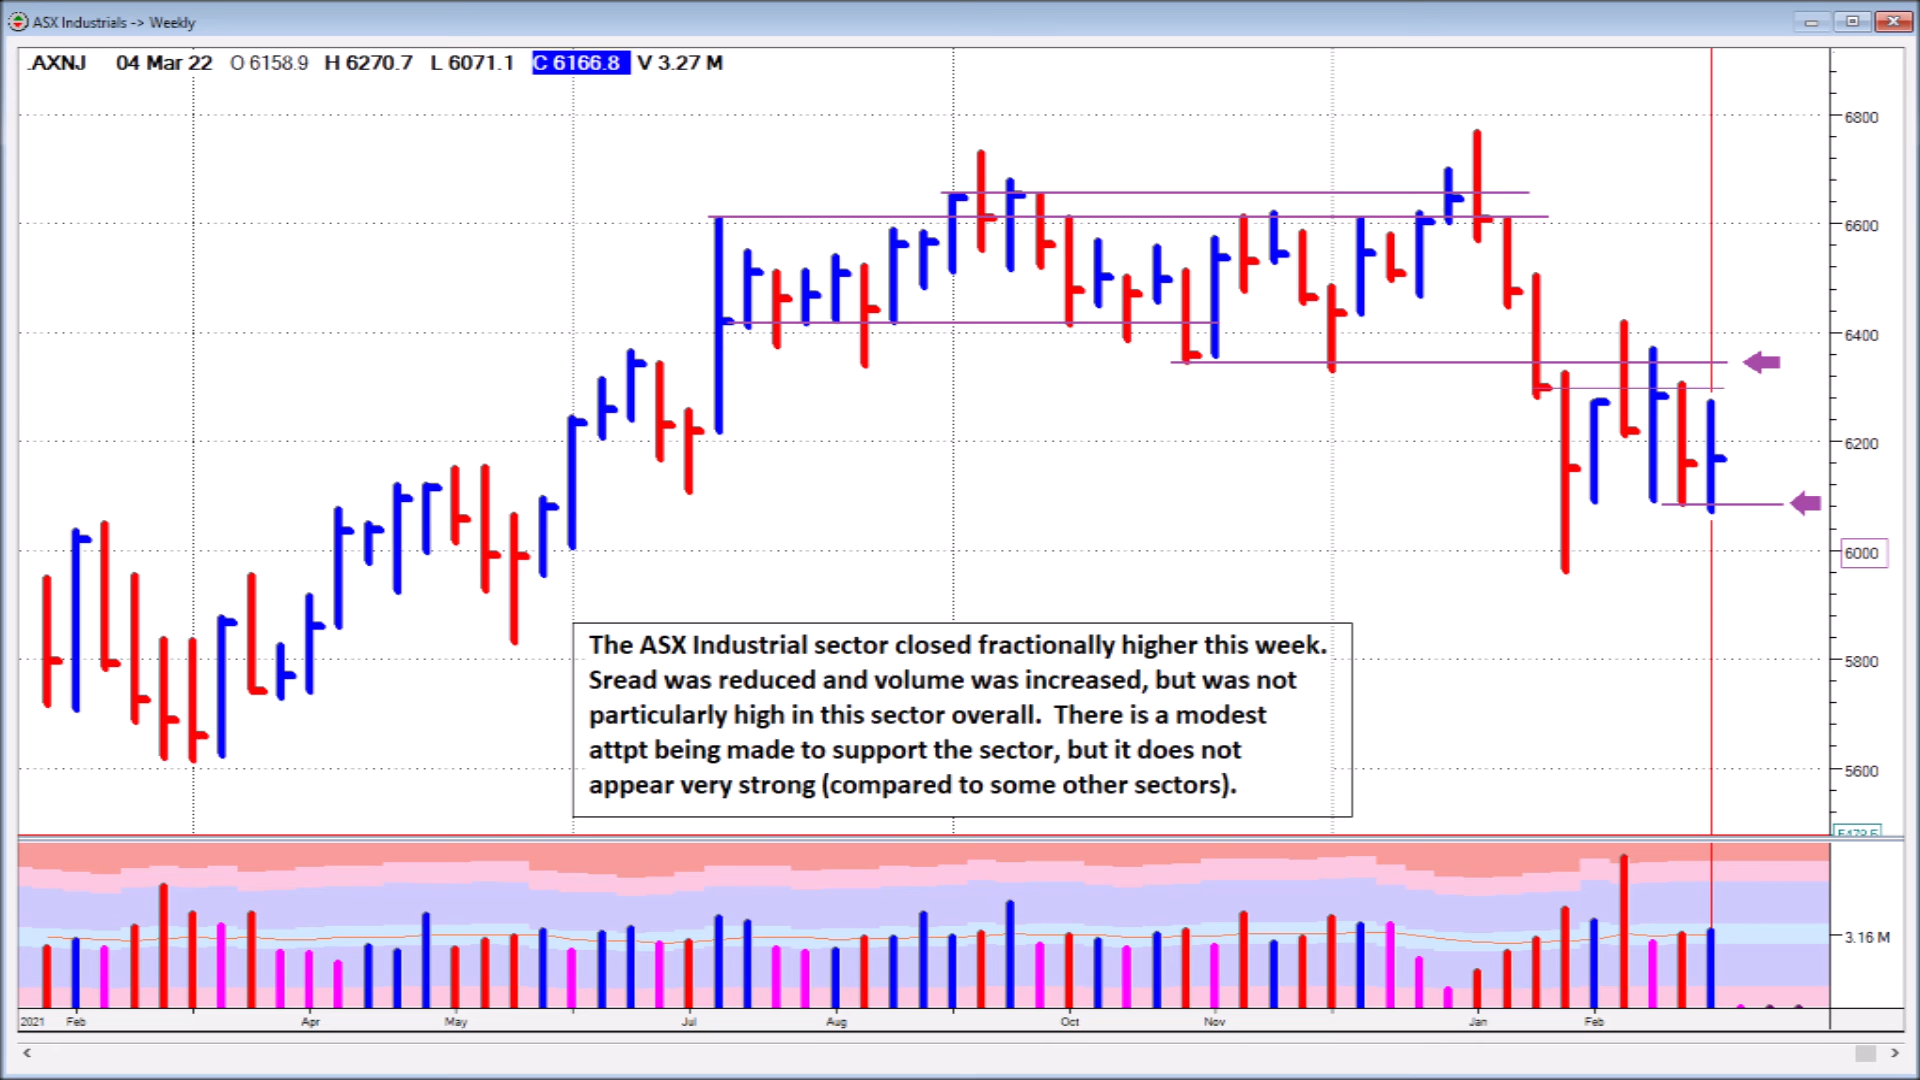 ASX Industrials -> Weekly
.AXNJ 04 Mar 22 O 6158.9 H 6270.7 L 6071.1 C 6166.8 V 3.27 M
6800
6600
6400
6200
6000
5800
5600
The ASX Industrial sector closed fractionally higher this week.
Sread was reduced and volume was increased, but was not
particularly high in this sector overall. There is a modest
attpt being made to support the sector, but it does not
appear very strong (compared to some other sectors).
3.16 M
2021 Feb Apr May Jul Aug Oct Nov Jan Feb